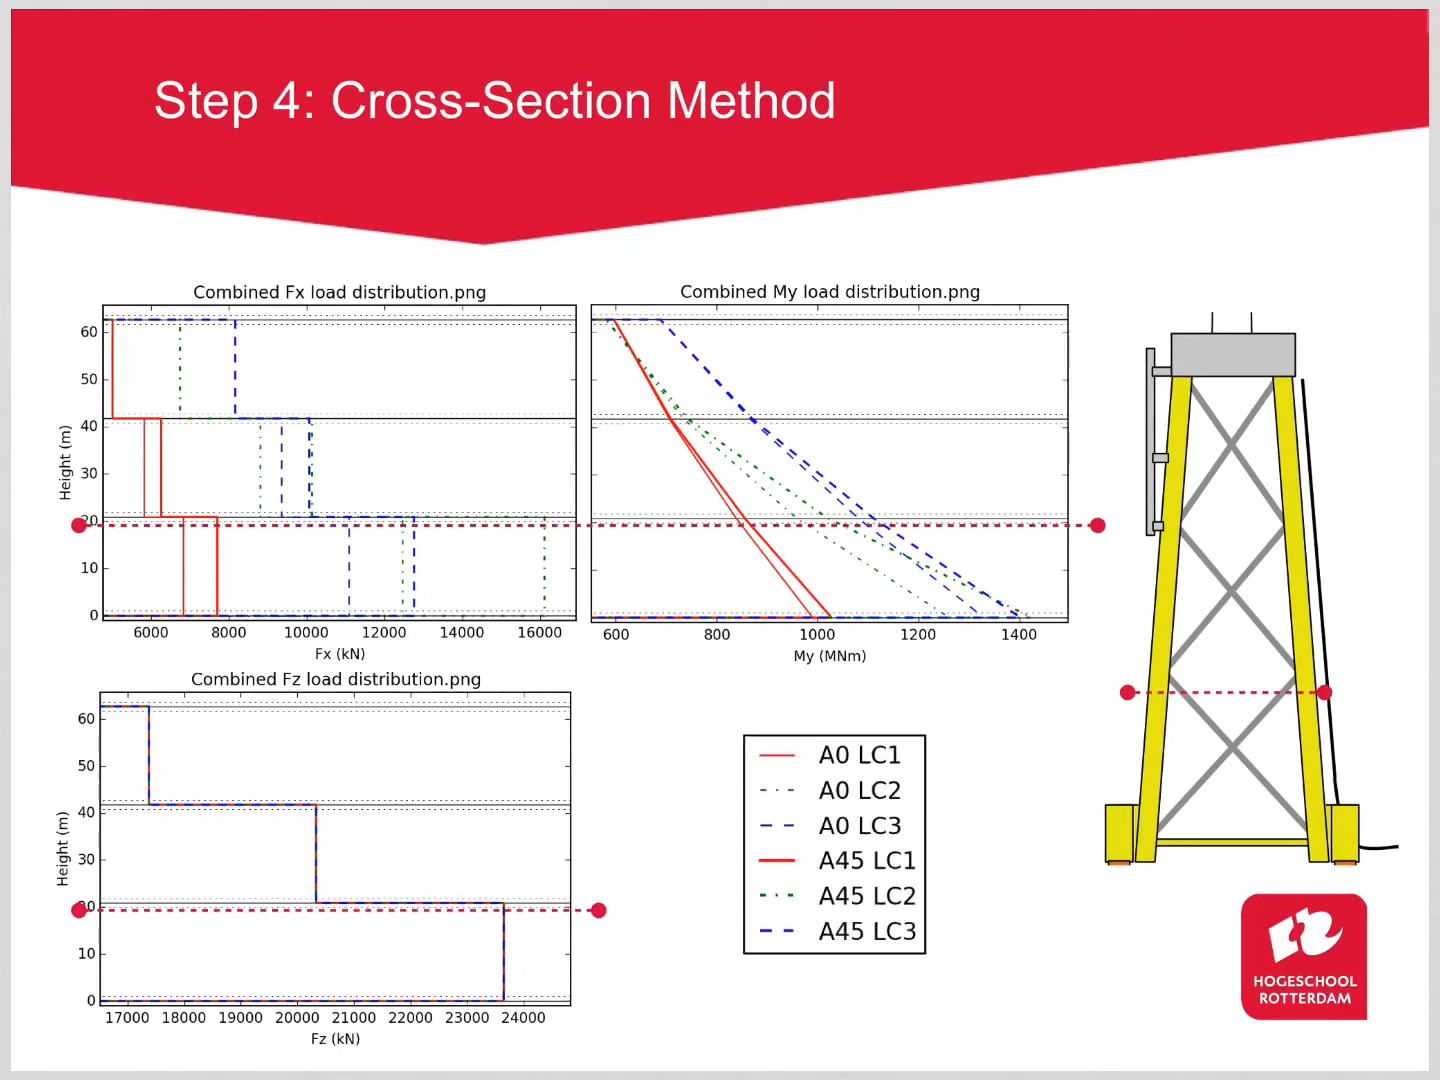 Step 4: Cross-Section Method
Combined Fx load distribution.png
Height (m)
60
50
40
30
20
10
0
6000 8000 10000 12000 14000 16000
Fx (kN)
Combined My load distribution.png
600 800 1000 1200 1400
My (MNm)
Combined Fz load distribution.png
Height (m)
60
50
40
30
20
10
0
17000 18000 19000 20000 21000 22000 23000 24000
Fz (kN)
A0 LC1
A0 LC2
A0 LC3
A45 LC1
A45 LC2
A45 LC3
HOGESCHOOL
ROTTERDAM